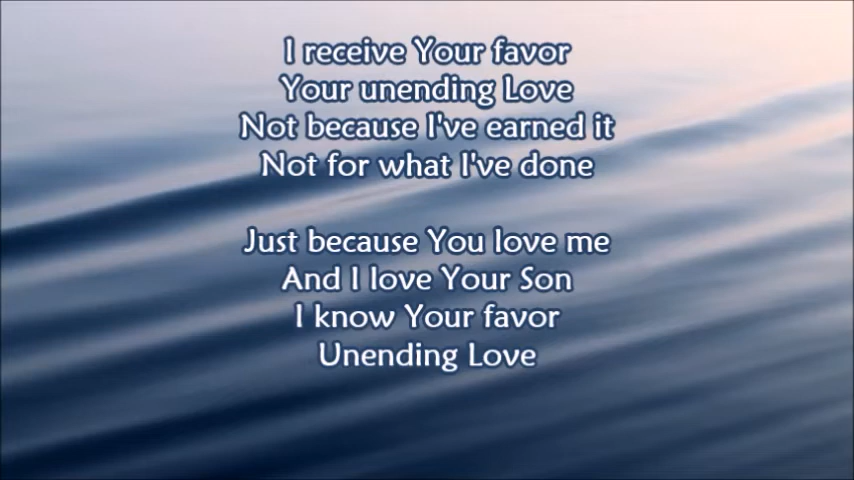 I receive Your favor
Your unending Love
Not because I've earned it
Not for what I've done
Just because You love me
And I love Your Son
I know Your favor
Unending Love